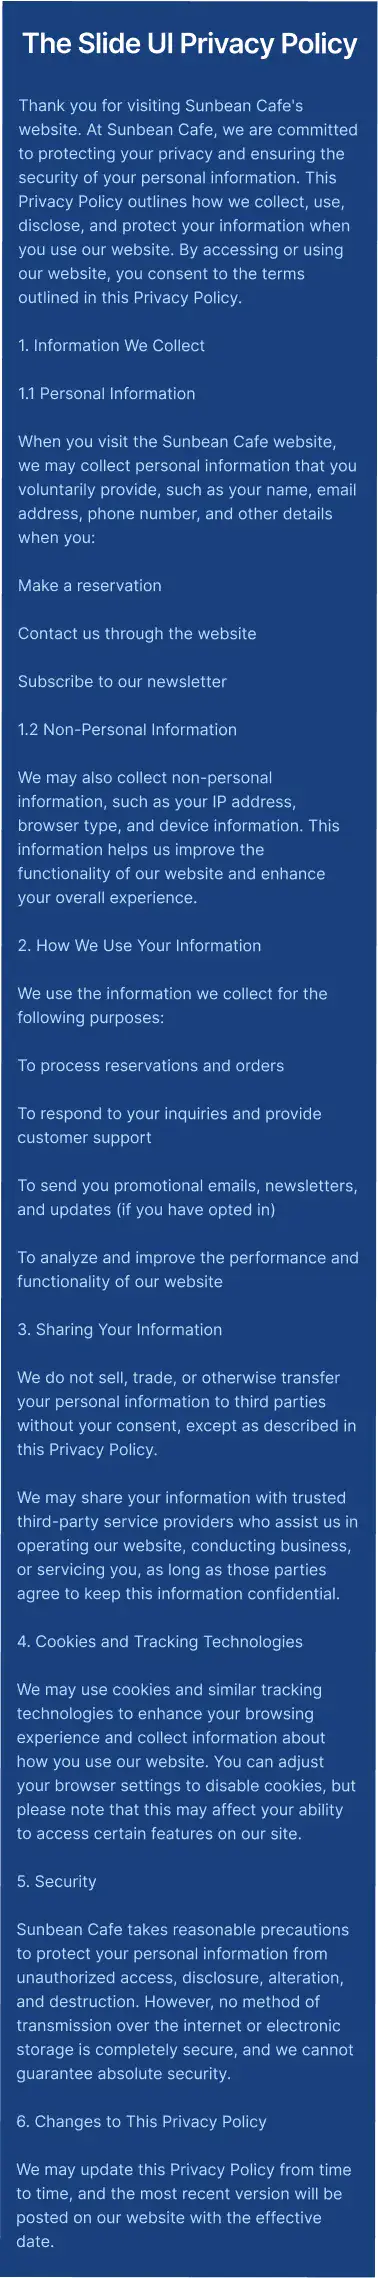 The Slide UI Privacy Policy
Thank you for visiting Sunbean Cafe's
website. At Sunbean Cafe, we are committed
to protecting your privacy and ensuring the
security of your personal information. This
Privacy Policy outlines how we collect, use,
disclose, and protect your information when
you use our website. By accessing or using
our website, you consent to the terms
outlined in this Privacy Policy.
1. Information We Collect
1.1 Personal Information
When you visit the Sunbean Cafe website,
we may collect personal information that you
voluntarily provide, such as your name, email
address, phone number, and other details
when you:
Make a reservation
Contact us through the website
Subscribe to our newsletter
1.2 Non-Personal Information
We may also collect non-personal
information, such as your IP address,
browser type, and device information. This
information helps us improve the
functionality of our website and enhance
your overall experience.
2. How We Use Your Information
We use the information we collect for the
following purposes:
To process reservations and orders
To respond to your inquiries and provide
customer support
To send you promotional emails, newsletters,
and updates (if you have opted in)
To analyze and improve the performance and
functionality of our website
3. Sharing Your Information
We do not sell, trade, or otherwise transfer
your personal information to third parties
without your consent, except as described in
this Privacy Policy.
We may share your information with trusted
third-party service providers who assist us in
operating our website, conducting business,
or servicing you, as long as those parties
agree to keep this information confidential.
4. Cookies and Tracking Technologies
We may use cookies and similar tracking
technologies to enhance your browsing
experience and collect information about
how you use our website. You can adjust
your browser settings to disable cookies, but
please note that this may affect your ability
to access certain features on our site.
5. Security
Sunbean Cafe takes reasonable precautions
to protect your personal information from
unauthorized access, disclosure, alteration,
and destruction. However, no method of
transmission over the internet or electronic
storage is completely secure, and we cannot
guarantee absolute security.
6. Changes to This Privacy Policy
We may update this Privacy Policy from time
to time, and the most recent version will be
posted on our website with the effective
date.